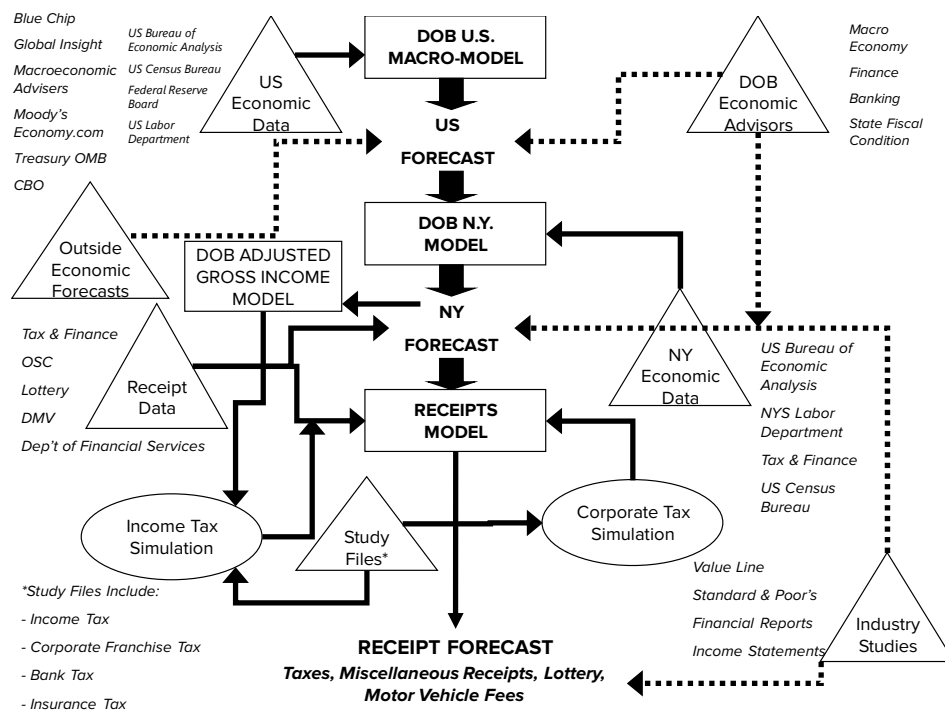 Blue Chip
Global Insight
Macroeconomic
Advisers
Moody's
Economy.com
Treasury OMB
CBO
US Bureau of
Economic Analysis
US Census Bureau
Federal Reserve
Board
US Labor
Department
US
Economic
Data
DOB U.S.
MACRO-MODEL
DOB
Economic
Advisors
Macro
Economy
Finance
Banking
State Fiscal
Condition
US
FORECAST
Outside
Economic
Forecasts
DOB ADJUSTED
GROSS INCOME
MODEL
DOB N.Y.
MODEL
NY
FORECAST
Tax & Finance
OSC
Lottery
DMV
Dep't of Financial Services
Receipt
Data
RECEIPTS
MODEL
NY
Economic
Data
US Bureau of
Economic
Analysis
NYS Labor
Department
Tax & Finance
US Census
Bureau
Income Tax
Simulation
Study
Files*
Corporate Tax
Simulation
*Study Files Include:
- Income Tax
- Corporate Franchise Tax
- Bank Tax
- Insurance Tax
RECEIPT FORECAST
Taxes, Miscellaneous Receipts, Lottery,
Motor Vehicle Fees
Value Line
Standard & Poor's
Financial Reports
Income Statements
Industry
Studies